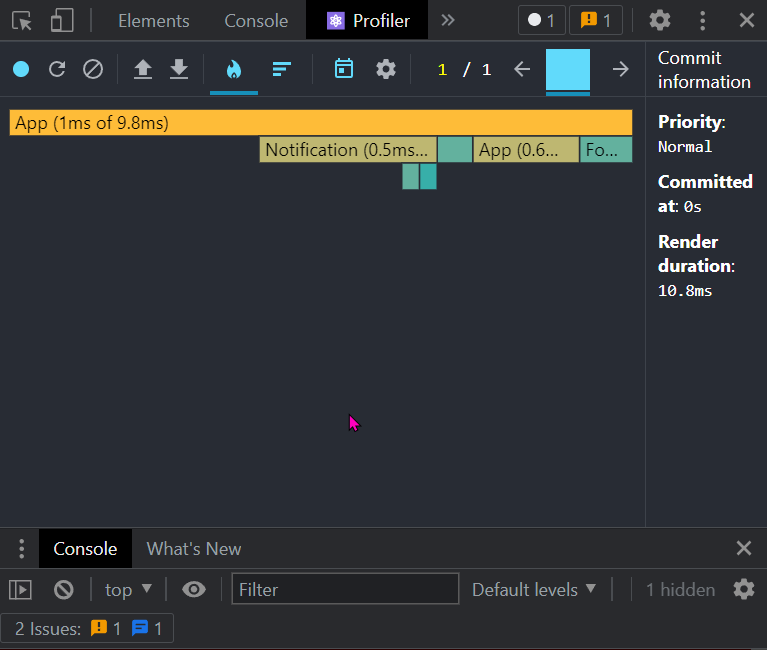 Elements Console Profiler 1 1
1 / 1
Commit information
App (1ms of 9.8ms)
Notification (0.5ms... App (0.6... Fo...
Priority:
Normal
Committed at: 0s
Render duration:
10.8ms
Console What's New
top Filter Default levels 1 hidden
2 Issues: 1 1